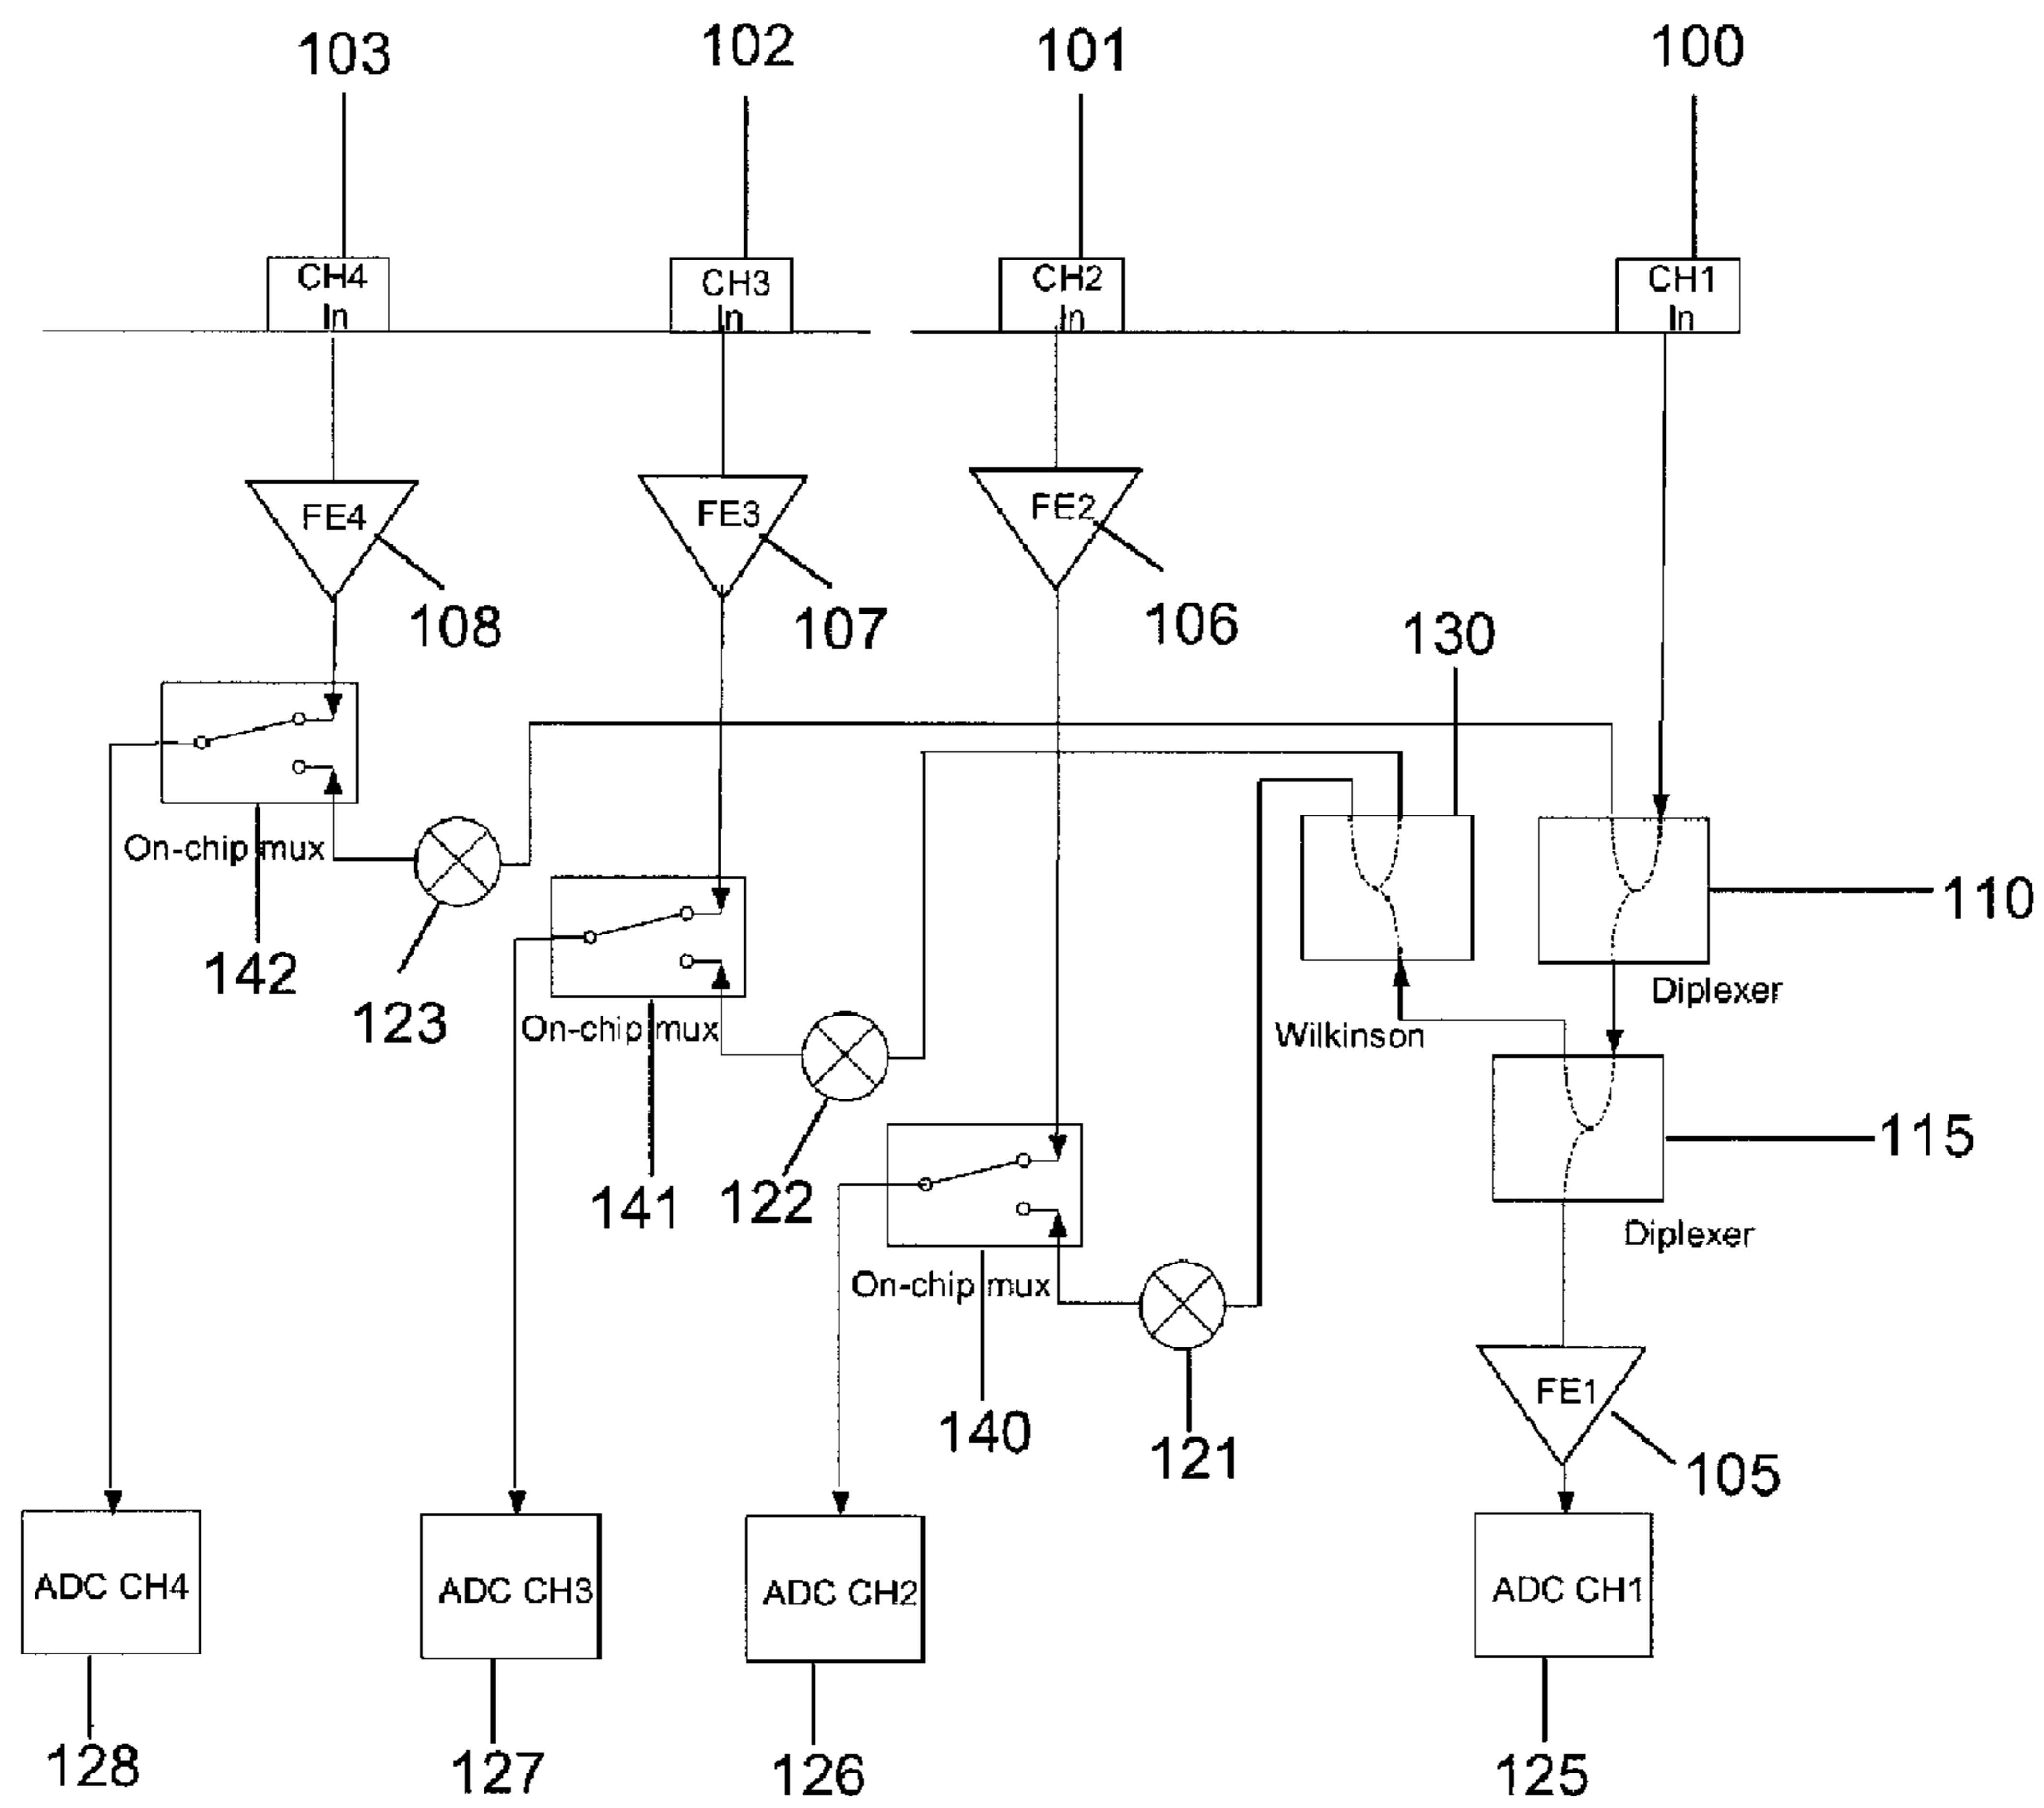 103
102
101
100
CH4
In
CH3
In
CH2
In
CH1
In
FE4
FE3
FE2
108
107
106
130
On-chip mux
110
142
Diplexer
123
On-chip mux
Wilkinson
115
141
122
Diplexer
On-chip mux
FE1
140
121
105
ADC CH4
ADC CH3
ADC CH2
ADC CH1
128
127
126
125